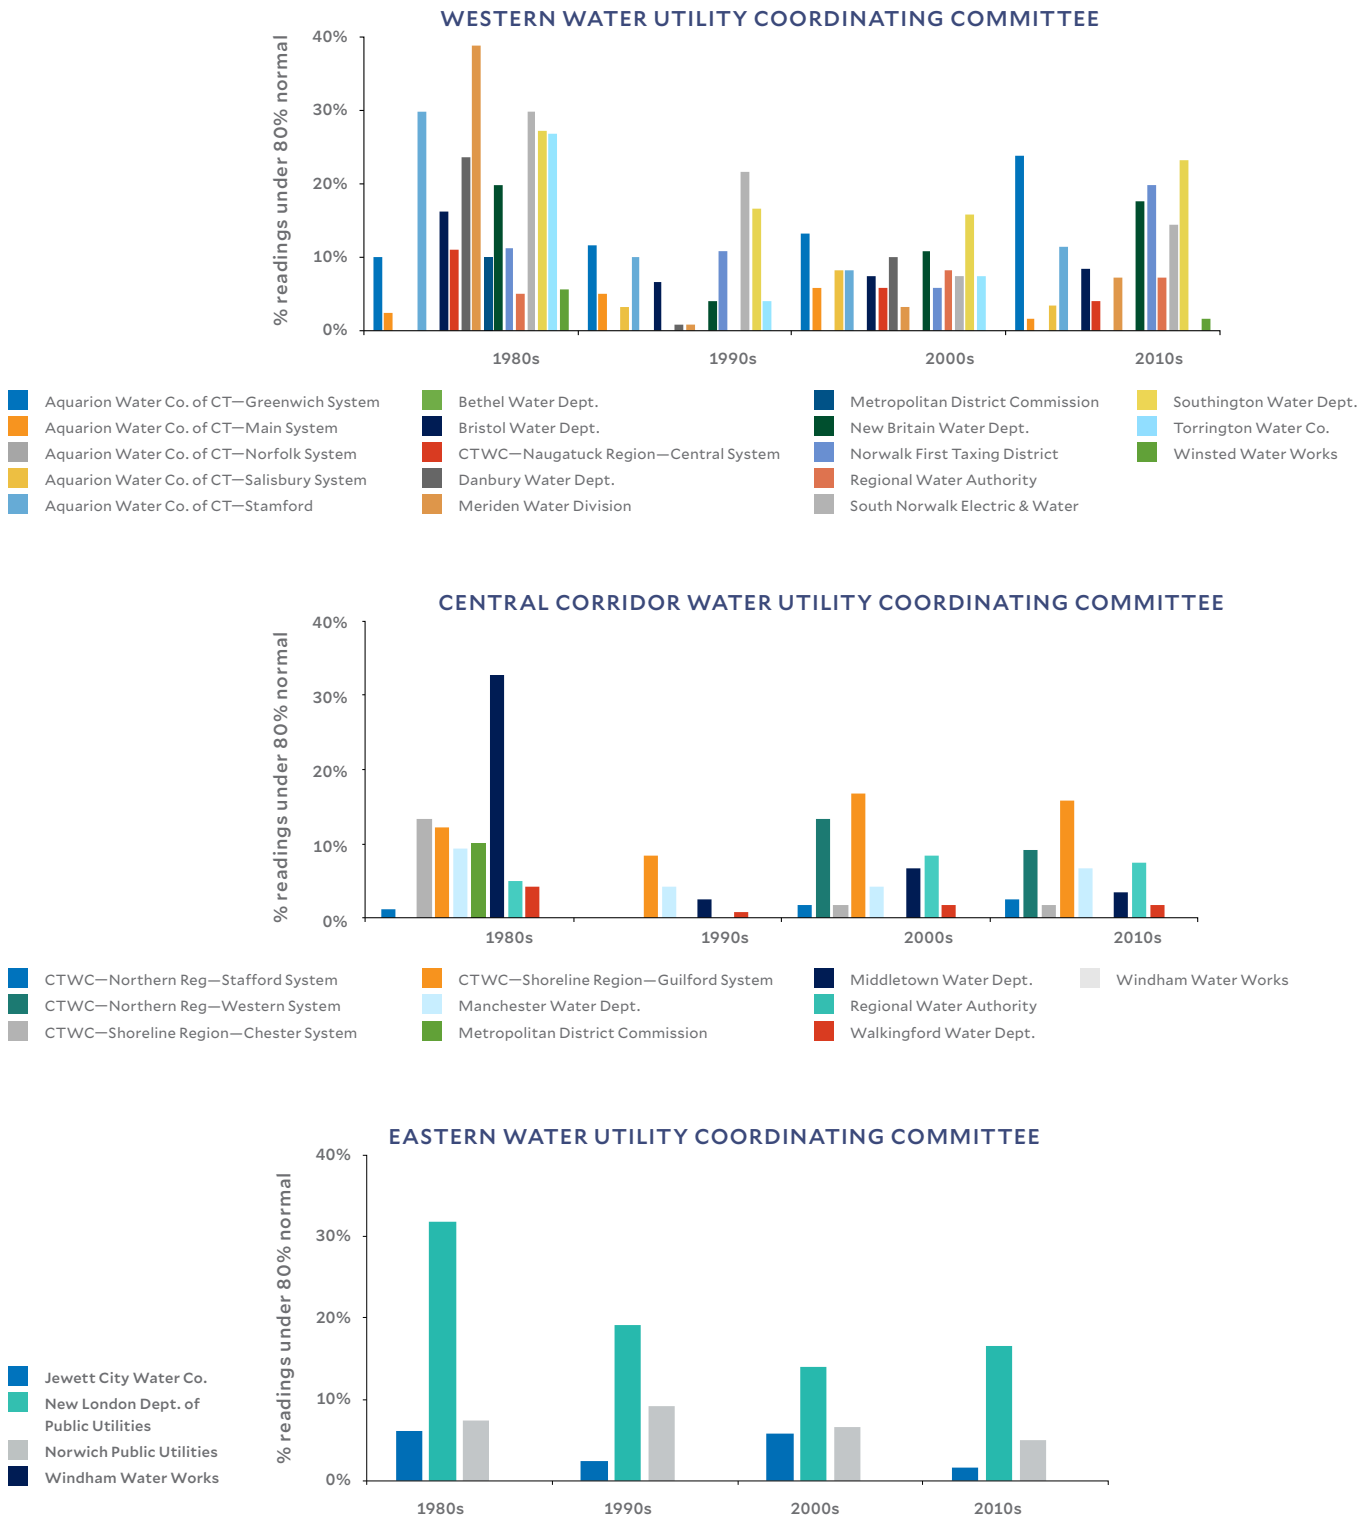 WESTERN WATER UTILITY COORDINATING COMMITTEE
% readings under 80% normal
40%
30%
20%
10%
0%
1980s 1990s 2000s 2010s
Aquarion Water Co. of CT—Greenwich System
Aquarion Water Co. of CT—Main System
Aquarion Water Co. of CT—Norfolk System
Aquarion Water Co. of CT—Salisbury System
Aquarion Water Co. of CT—Stamford
Bethel Water Dept.
Bristol Water Dept.
CTWC—Naugatuck Region—Central System
Danbury Water Dept.
Meriden Water Division
Metropolitan District Commission
New Britain Water Dept.
Norwalk First Taxing District
Regional Water Authority
South Norwalk Electric & Water
Southington Water Dept.
Torrington Water Co.
Winsted Water Works
CENTRAL CORRIDOR WATER UTILITY COORDINATING COMMITTEE
% readings under 80% normal
40%
30%
20%
10%
0%
1980s 1990s 2000s 2010s
CTWC—Northern Reg—Stafford System
CTWC—Northern Reg—Western System
CTWC—Shoreline Region—Chester System
CTWC—Shoreline Region—Guilford System
Manchester Water Dept.
Metropolitan District Commission
Middletown Water Dept.
Regional Water Authority
Walkingford Water Dept.
Windham Water Works
EASTERN WATER UTILITY COORDINATING COMMITTEE
% readings under 80% normal
40%
30%
20%
10%
0%
1980s 1990s 2000s 2010s
Jewett City Water Co.
New London Dept. of
Public Utilities
Norwich Public Utilities
Windham Water Works